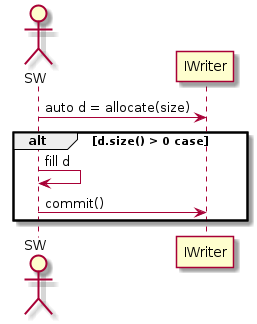 SW
IWriter
auto d = allocate(size)
alt [d.size() > 0 case]
fill d
commit()
SW
IWriter